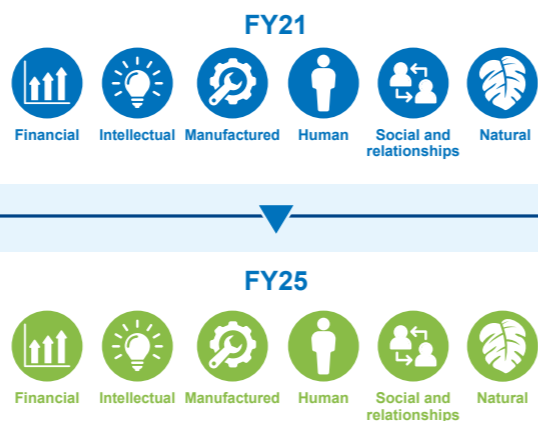 FY21
Financial Intellectual Manufactured Human Social and relationships Natural
FY25
Financial Intellectual Manufactured Human Social and relationships Natural